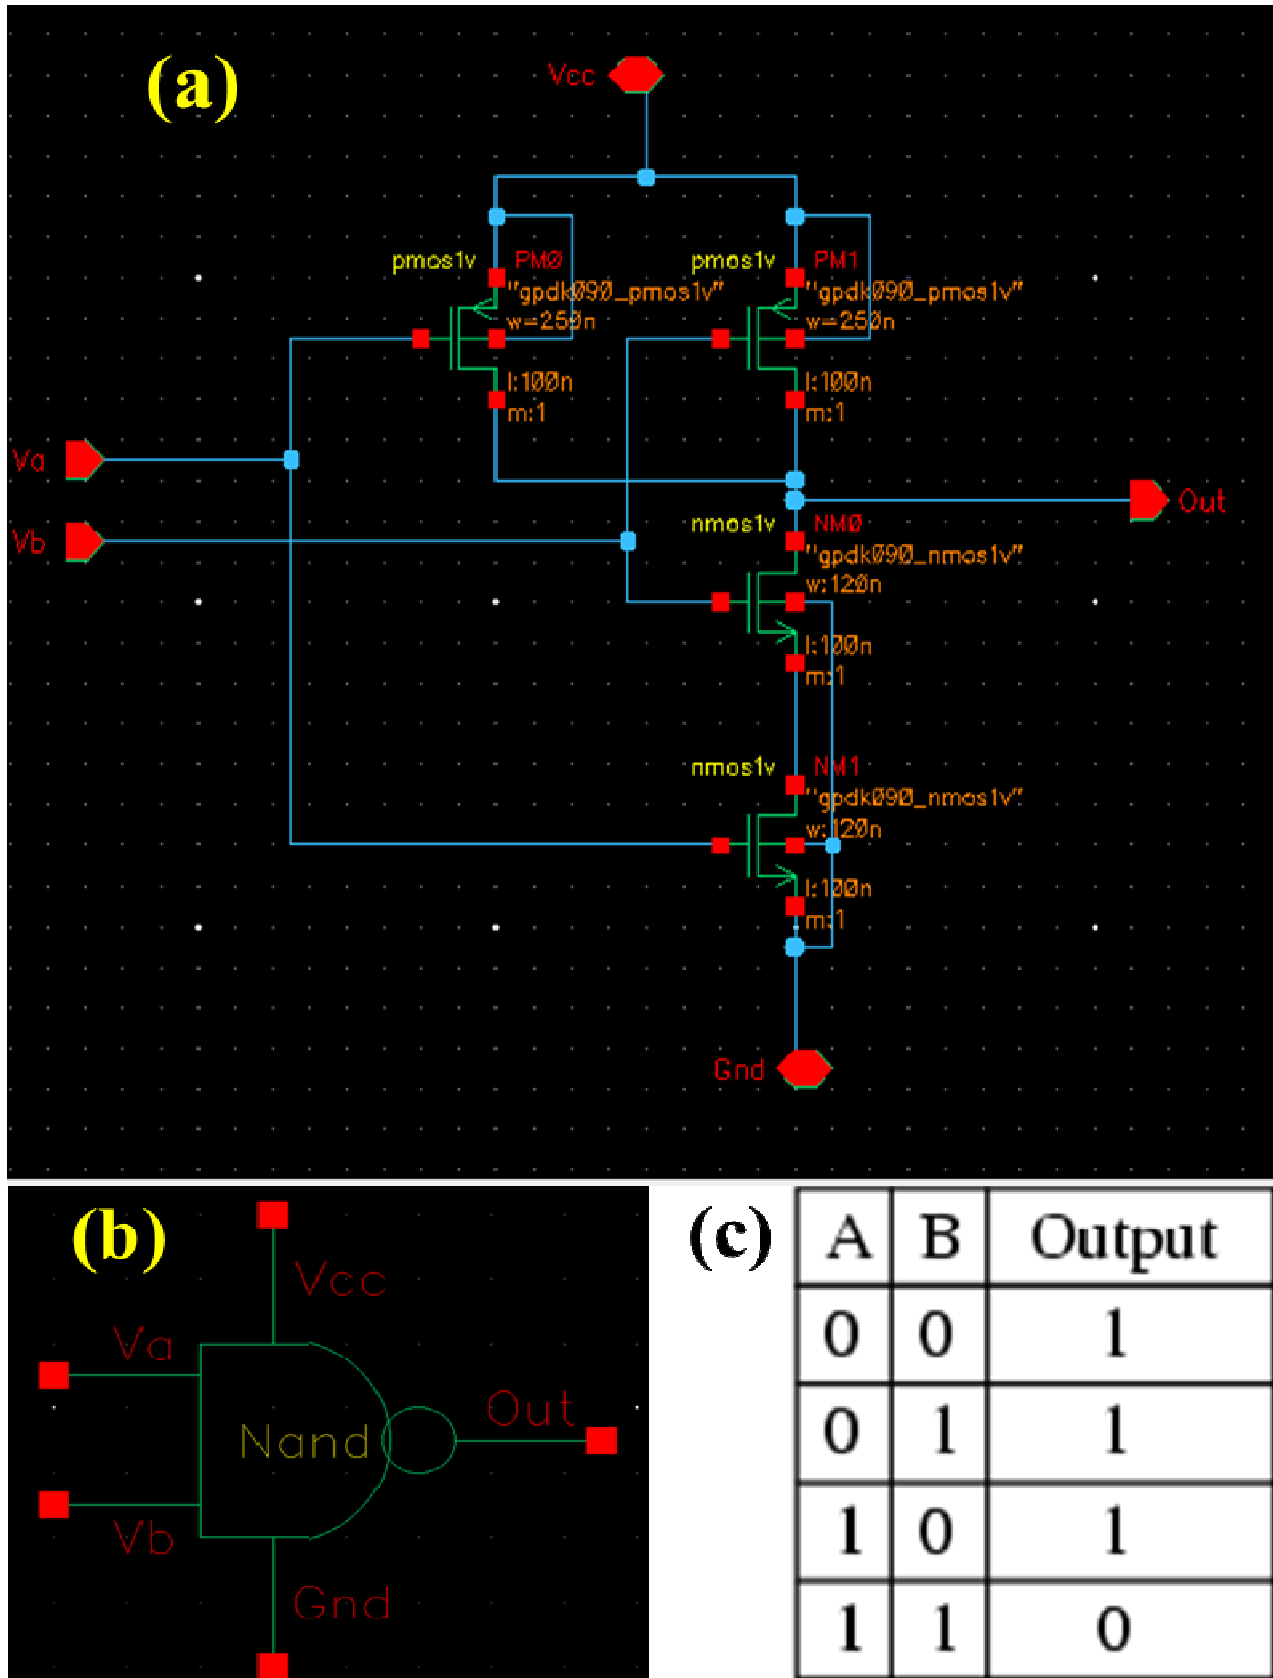 (a)
Vcc
pmos1v PM0
"gpdk090_pmos1v"
w=250n
l:100n
m:1
pmos1v PM1
"gpdk090_pmos1v"
w=250n
l:100n
m:1
Va
Vb
Out
nmos1v NM0
"gpdk090_nmos1v"
w:120n
l:100n
m:1
nmos1v NM1
"gpdk090_nmos1v"
w:120n
l:100n
m:1
Gnd
(b)
Vcc
Va
Nand
Out
Vb
Gnd
(c)
A B Output
0 0 1
0 1 1
1 0 1
1 1 0